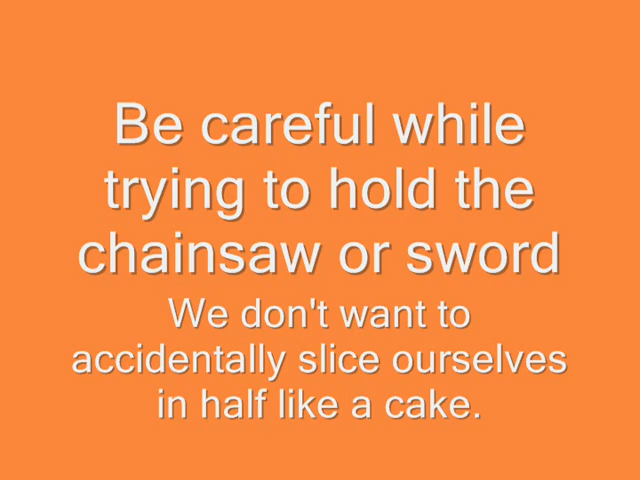 Be careful while
trying to hold the
chainsaw or sword
We don't want to
accidentally slice ourselves
in half like a cake.